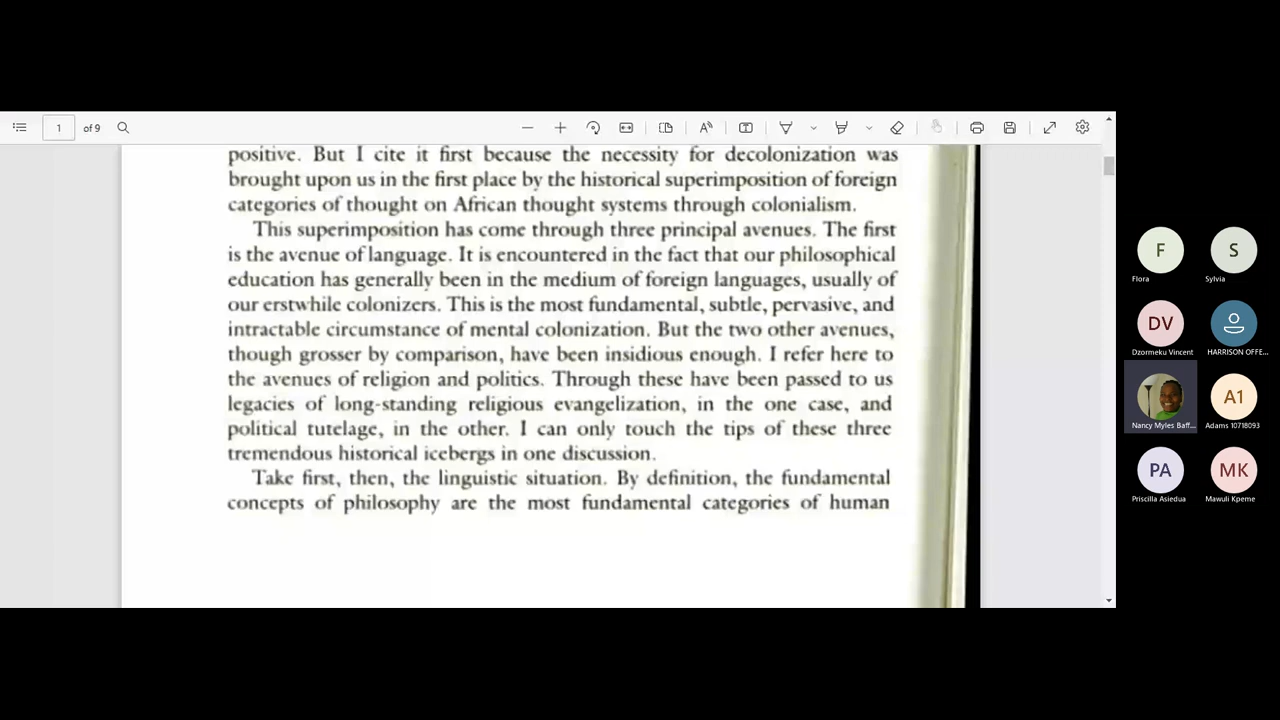 1 of 9
positive. But I cite it first because the necessity for decolonization was
brought upon us in the first place by the historical superimposition of foreign
categories of thought on African thought systems through colonialism.
This superimposition has come through three principal avenues. The first
is the avenue of language. It is encountered in the fact that our philosophical
education has generally been in the medium of foreign languages, usually of
our erstwhile colonizers. This is the most fundamental, subtle, pervasive, and
intractable circumstance of mental colonization. But the two other avenues,
though grosser by comparison, have been insidious enough. I refer here to
the avenues of religion and politics. Through these have been passed to us
legacies of long-standing religious evangelization, in the one case, and
political tutelage, in the other. I can only touch the tips of these three
tremendous historical icebergs in one discussion.
Take first, then, the linguistic situation. By definition, the fundamental
concepts of philosophy are the most fundamental categories of human
F S
Flora Sylvia
DV
Dzormeku Vincent HARRISON OFFE...
A1
Nancy Myles Baff... Adams 10718093
PA MK
Priscilla Asiedua Mawuli Kpeme